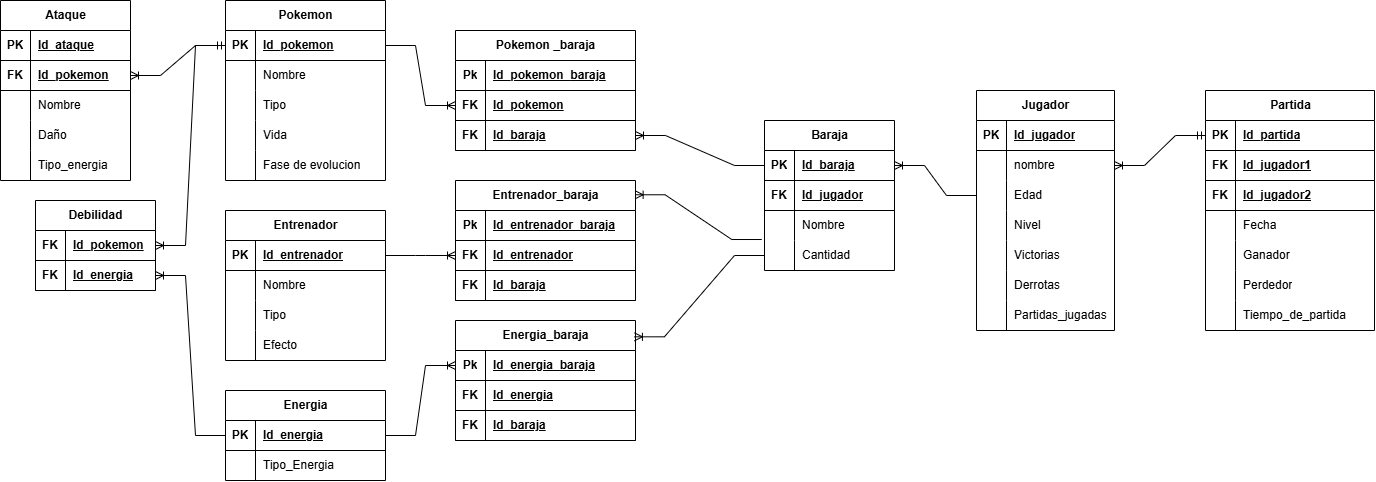 Ataque
PK Id_ataque
FK Id_pokemon
Nombre
Daño
Tipo_energia
Pokemon
PK Id_pokemon
Nombre
Tipo
Vida
Fase de evolucion
Pokemon _baraja
Pk Id_pokemon_baraja
FK Id_pokemon
FK Id_baraja
Debilidad
FK Id_pokemon
FK Id_energia
Entrenador
PK Id_entrenador
Nombre
Tipo
Efecto
Entrenador_baraja
Pk Id_entrenador_baraja
FK Id_entrenador
FK Id_baraja
Energia
PK Id_energia
Tipo_Energia
Energia_baraja
Pk Id_energia_baraja
FK Id_energia
FK Id_baraja
Baraja
PK Id_baraja
FK Id_jugador
Nombre
Cantidad
Jugador
PK Id_jugador
nombre
Edad
Nivel
Victorias
Derrotas
Partidas_jugadas
Partida
PK Id_partida
FK Id_jugador1
FK Id_jugador2
Fecha
Ganador
Perdedor
Tiempo_de_partida